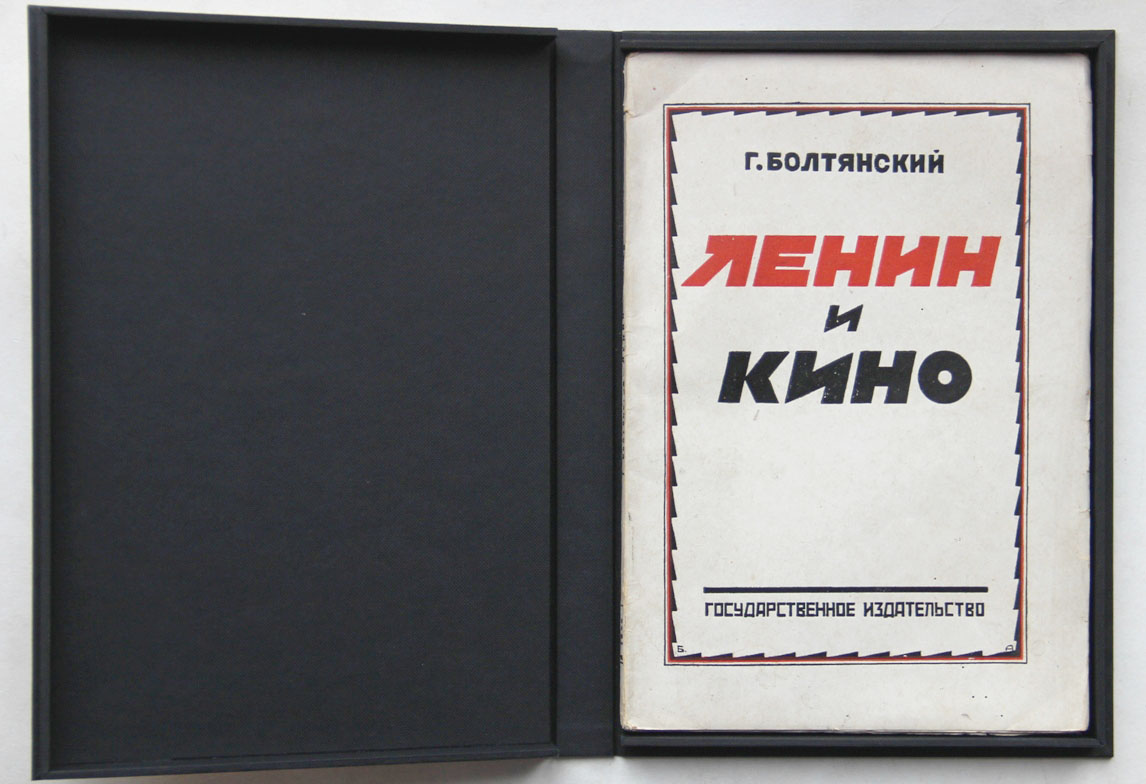 Г. БОЛТЯНСКИЙ
ЛЕНИН
И
КИНО
ГОСУДАРСТВЕННОЕ ИЗДАТЕЛЬСТВО
Б. А